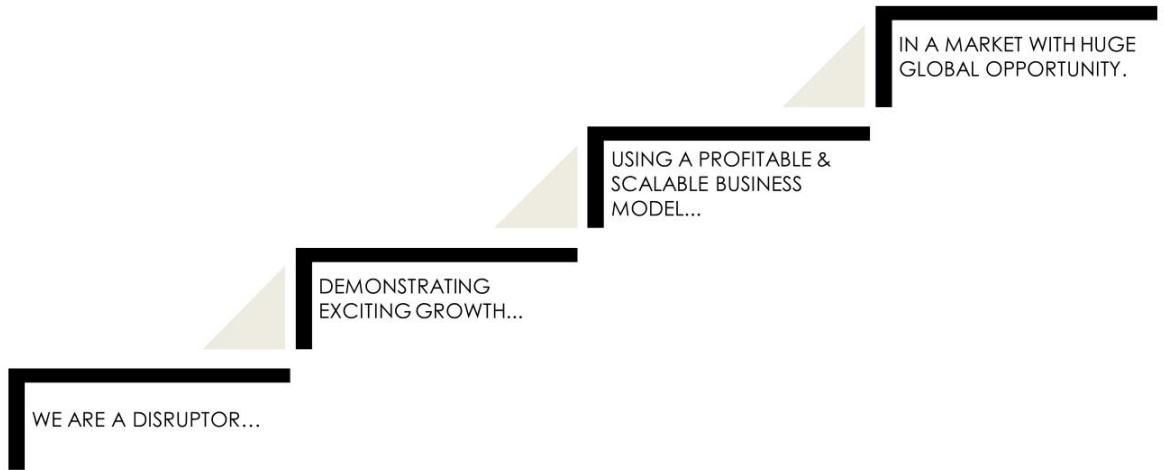 WE ARE A DISRUPTOR...
DEMONSTRATING
EXCITING GROWTH...
USING A PROFITABLE &
SCALABLE BUSINESS
MODEL...
IN A MARKET WITH HUGE
GLOBAL OPPORTUNITY.